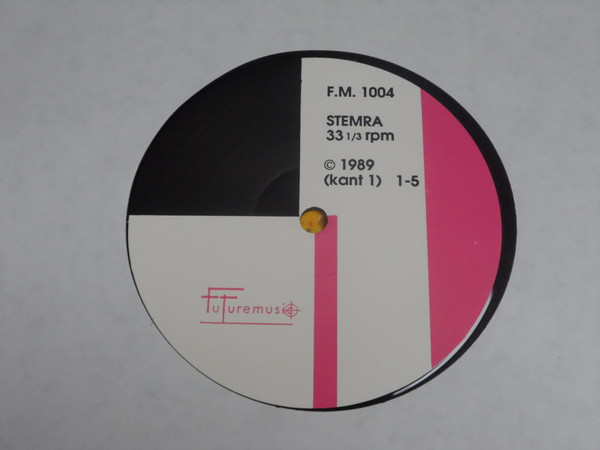 F.M. 1004
STEMRA
33 1/3 rpm
© 1989
(kant 1) 1-5
Futuremusic